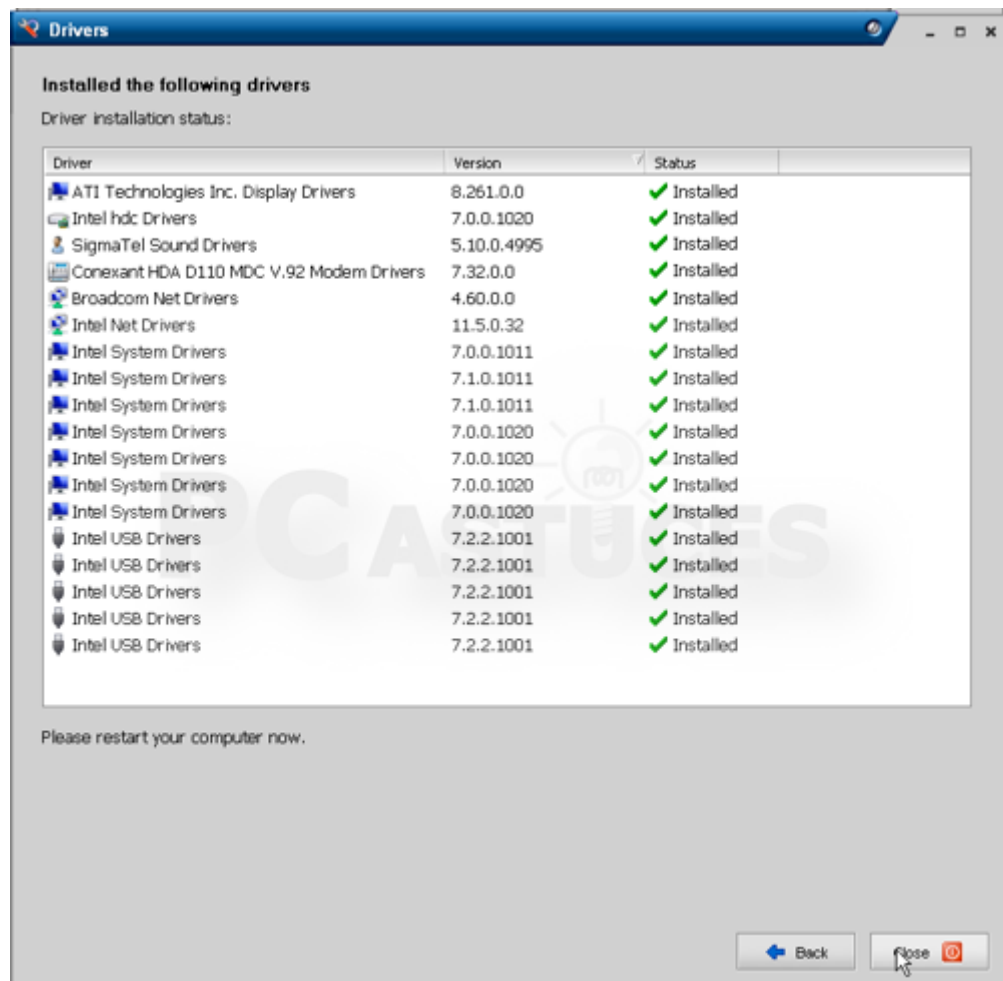 Drivers
Installed the following drivers
Driver installation status:
Driver Version Status
ATI Technologies Inc. Display Drivers 8.261.0.0 Installed
Intel hdc Drivers 7.0.0.1020 Installed
SigmaTel Sound Drivers 5.10.0.4995 Installed
Conexant HDA D110 MDC V.92 Modem Drivers 7.32.0.0 Installed
Broadcom Net Drivers 4.60.0.0 Installed
Intel Net Drivers 11.5.0.32 Installed
Intel System Drivers 7.0.0.1011 Installed
Intel System Drivers 7.1.0.1011 Installed
Intel System Drivers 7.1.0.1011 Installed
Intel System Drivers 7.0.0.1020 Installed
Intel System Drivers 7.0.0.1020 Installed
Intel System Drivers 7.0.0.1020 Installed
Intel System Drivers 7.0.0.1020 Installed
Intel USB Drivers 7.2.2.1001 Installed
Intel USB Drivers 7.2.2.1001 Installed
Intel USB Drivers 7.2.2.1001 Installed
Intel USB Drivers 7.2.2.1001 Installed
Intel USB Drivers 7.2.2.1001 Installed
PC ASTUCES
Please restart your computer now.
Back Close